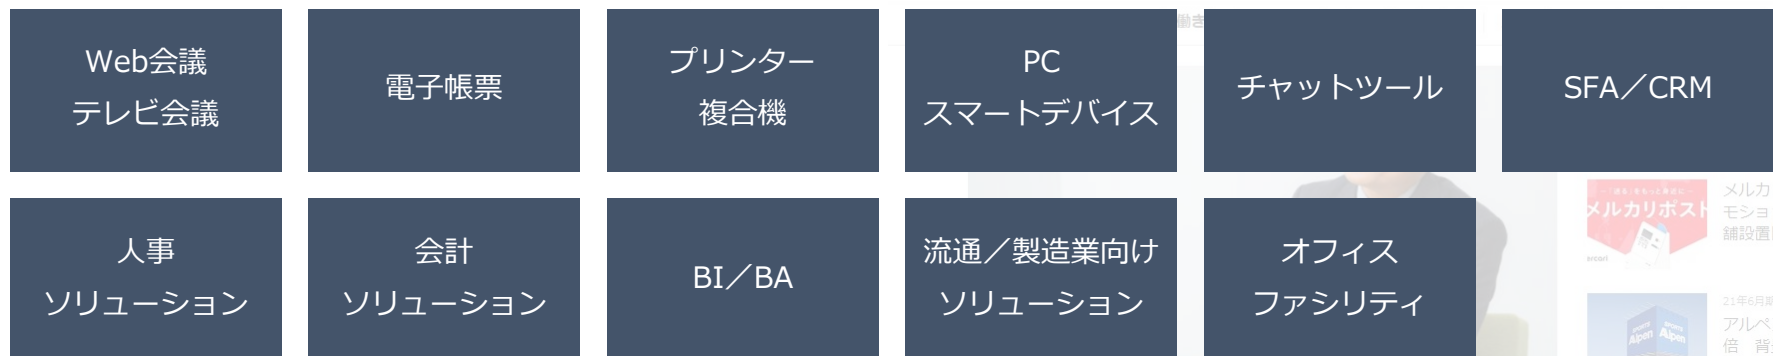 働き
Web会議
テレビ会議
電子帳票
プリンター
複合機
PC
スマートデバイス
チャットツール
SFA／CRM
人事
ソリューション
会計
ソリューション
BI／BA
流通／製造業向け
ソリューション
オフィス
ファシリティ
メルカリポスト
メルカ
モショ
舗設置
SPORTS
Alpen
21年6月期
アルペ
倍 背